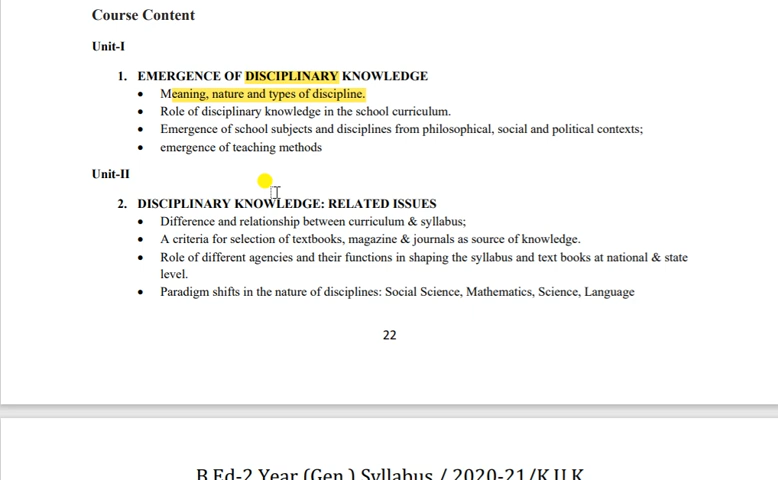 Course Content
Unit-I
1. EMERGENCE OF DISCIPLINARY KNOWLEDGE
• Meaning, nature and types of discipline.
• Role of disciplinary knowledge in the school curriculum.
• Emergence of school subjects and disciplines from philosophical, social and political contexts;
• emergence of teaching methods
Unit-II
2. DISCIPLINARY KNOWLEDGE: RELATED ISSUES
• Difference and relationship between curriculum & syllabus;
• A criteria for selection of textbooks, magazine & journals as source of knowledge.
• Role of different agencies and their functions in shaping the syllabus and text books at national & state
level.
• Paradigm shifts in the nature of disciplines: Social Science, Mathematics, Science, Language
22
B.Ed-2 Year (Gen.) Syllabus / 2020-21/K.U.K